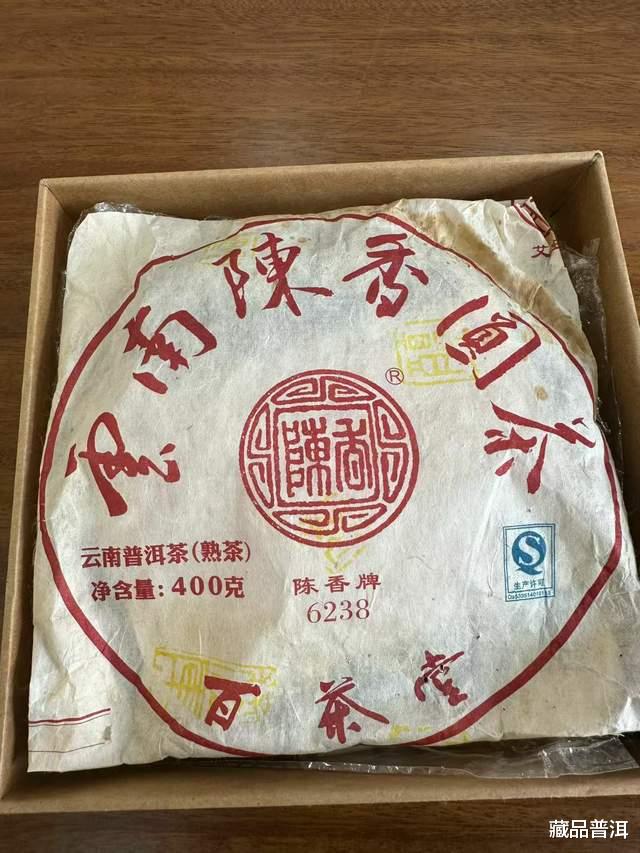 雲南陳香圓茶
陳香
®
云南普洱茶(熟茶)
净含量: 400克
陈香牌
6238
生产许可
百茶堂
藏品普洱